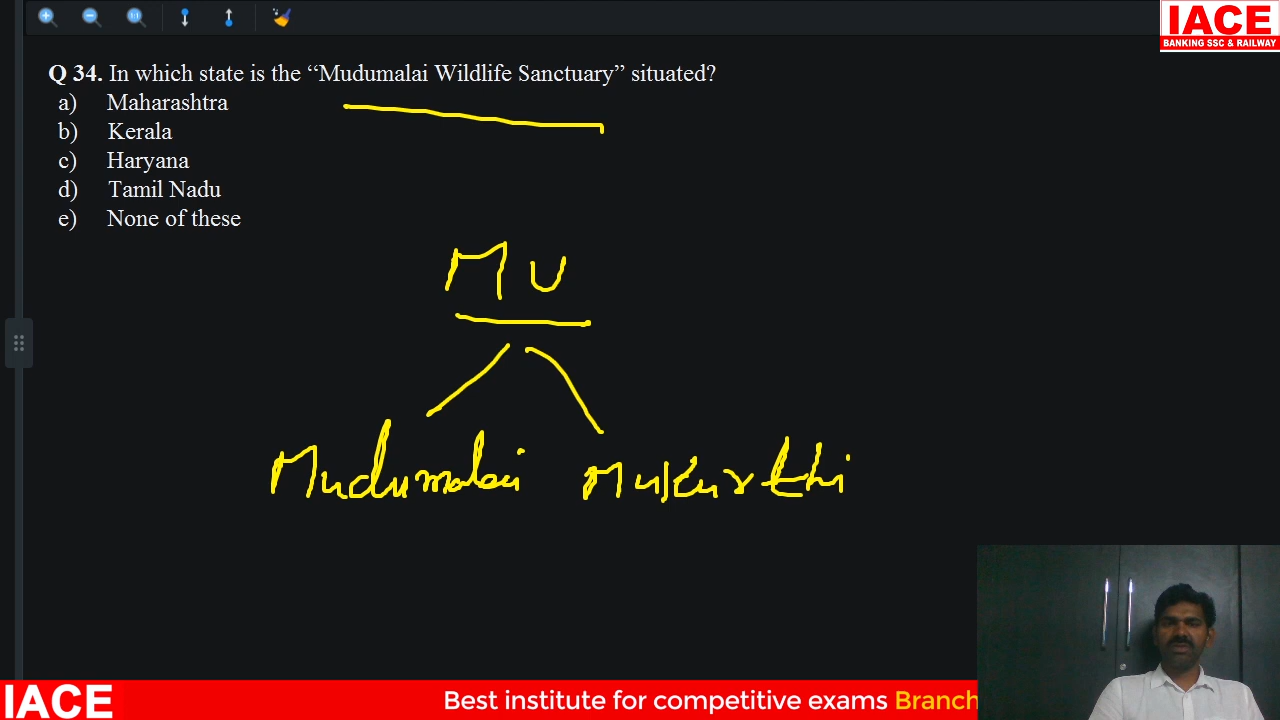 IACE
BANKING SSC & RAILWAY
Q 34. In which state is the “Mudumalai Wildlife Sanctuary” situated?
a) Maharashtra
b) Kerala
c) Haryana
d) Tamil Nadu
e) None of these
MU
Mudumalai Mukurthi
IACE
Best institute for competitive exams Branch